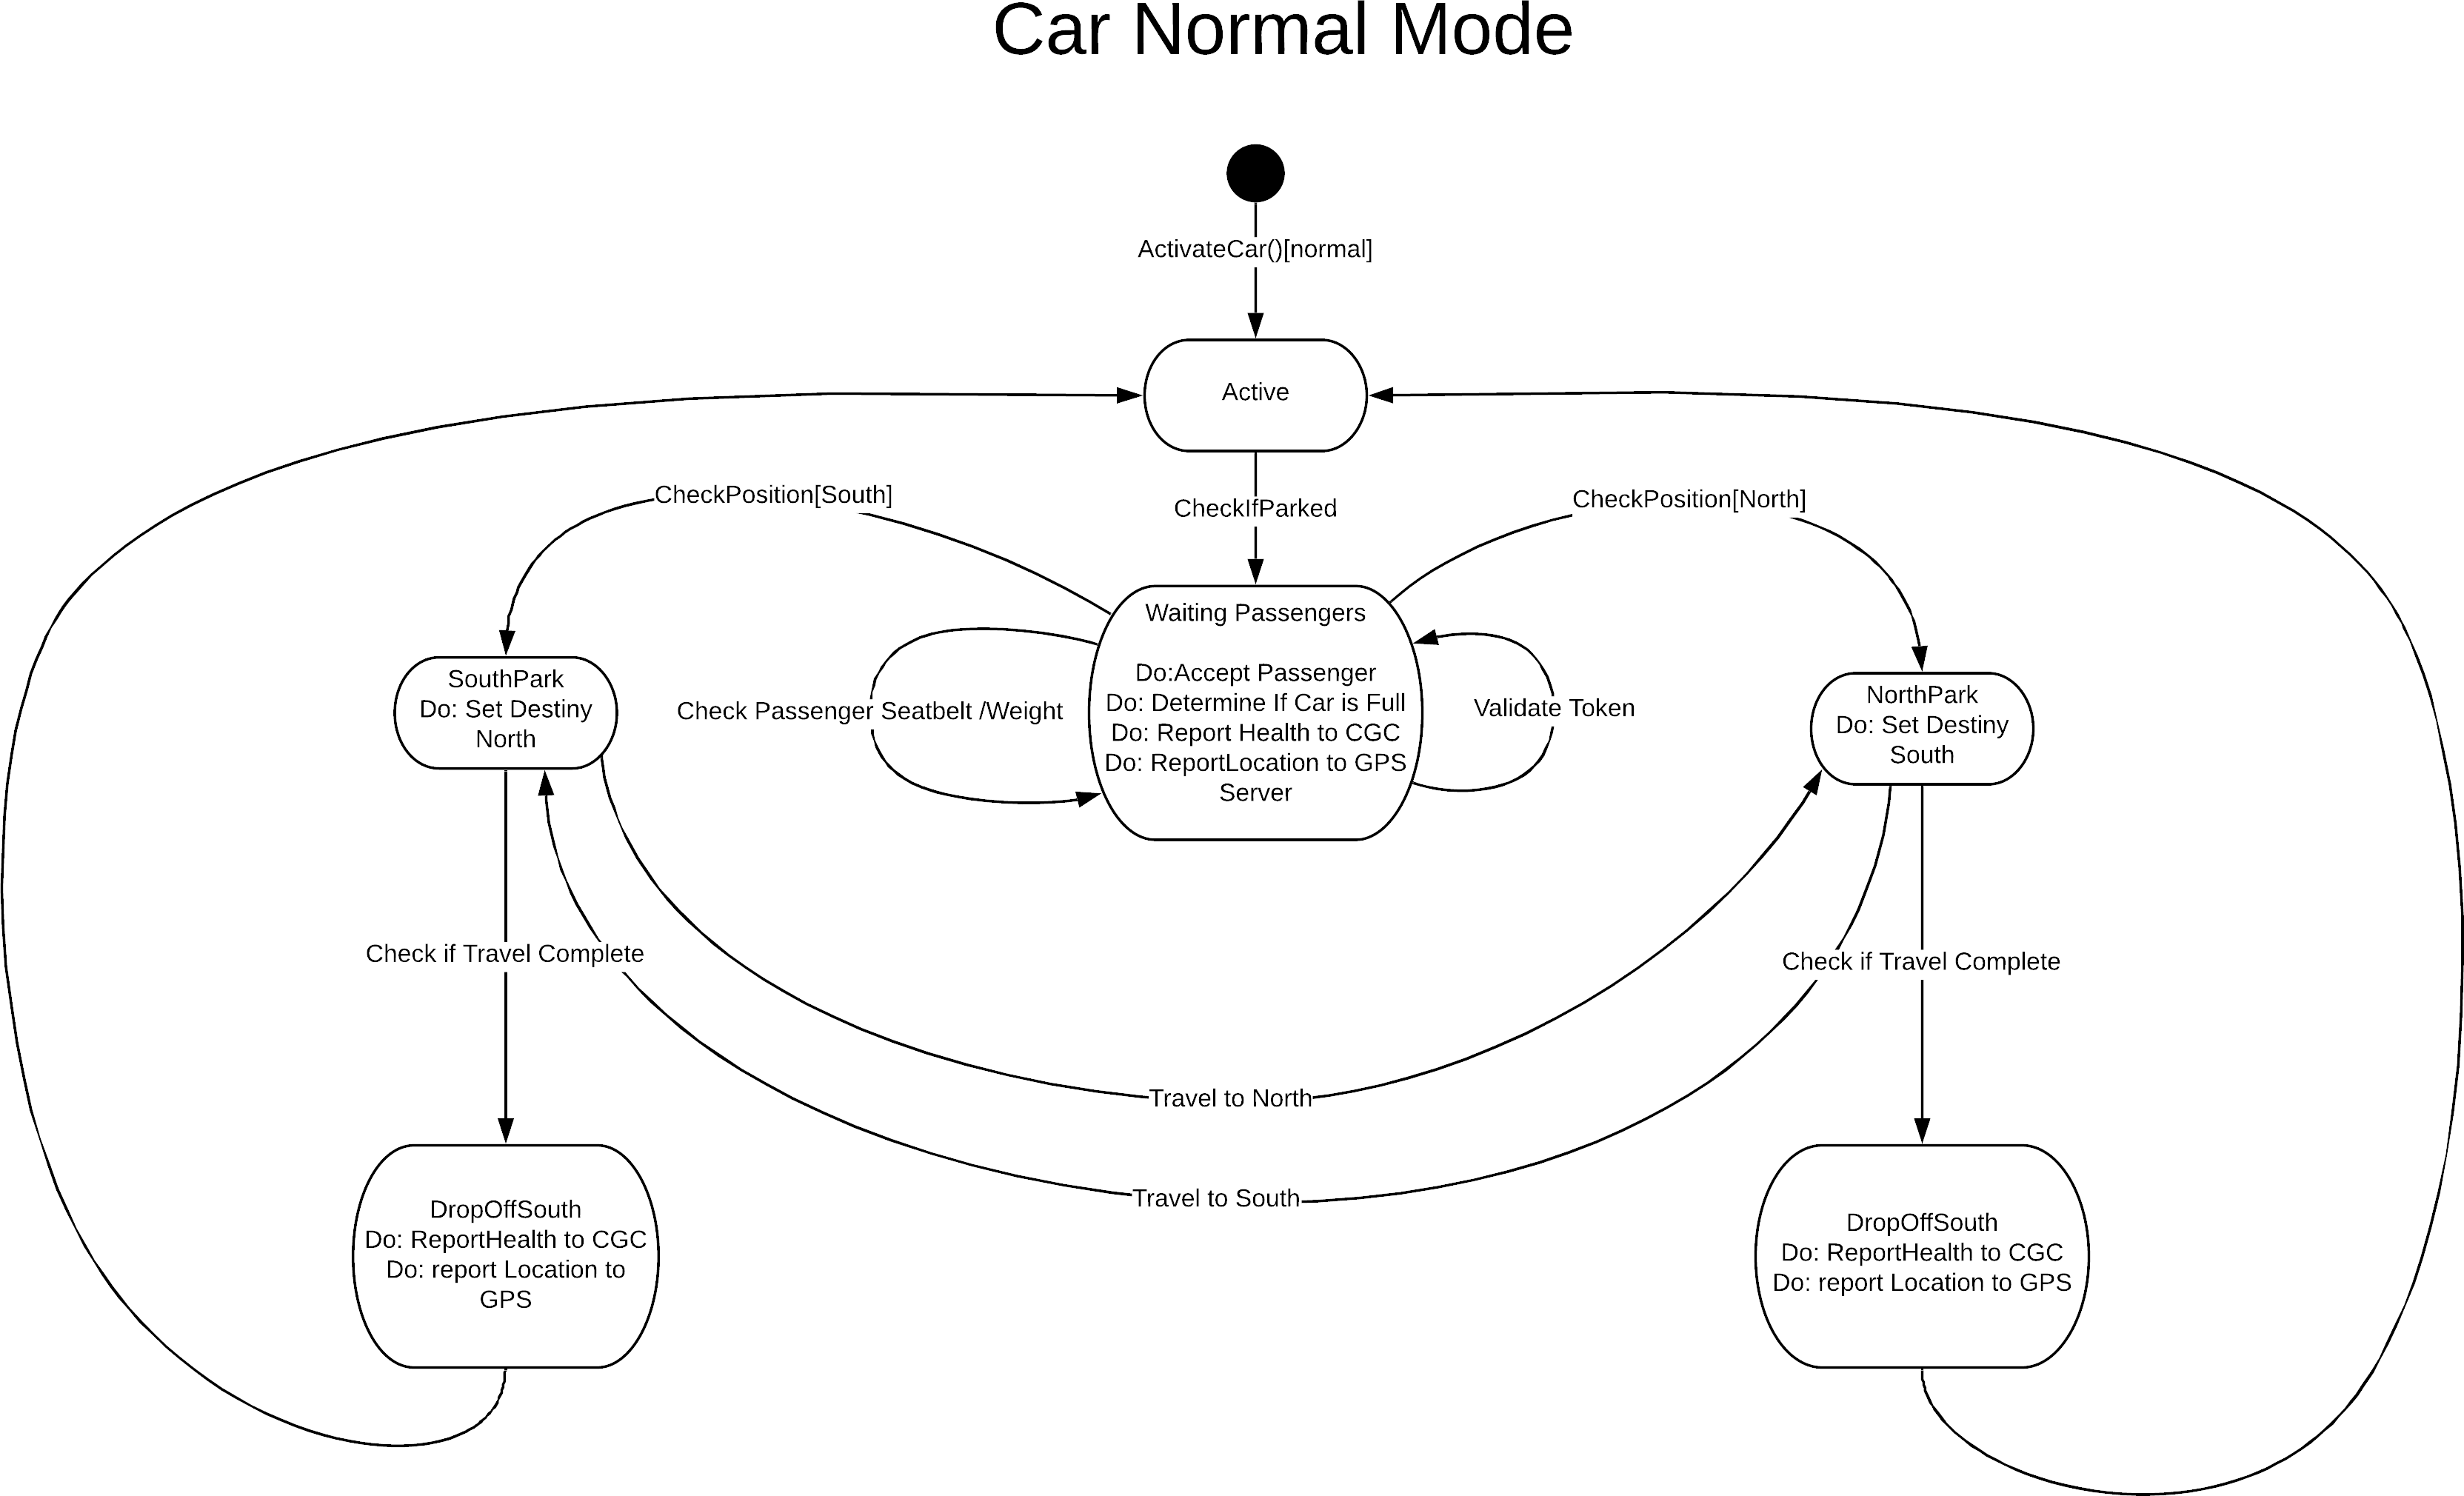 Car Normal Mode
ActivateCar()[normal]
Active
CheckPosition[South]
CheckIfParked
CheckPosition[North]
Waiting Passengers
Do:Accept Passenger
Do: Determine If Car is Full
Do: Report Health to CGC
Do: ReportLocation to GPS
Server
Check Passenger Seatbelt /Weight
Validate Token
SouthPark
Do: Set Destiny
North
NorthPark
Do: Set Destiny
South
Check if Travel Complete
Check if Travel Complete
Travel to North
Travel to South
DropOffSouth
Do: ReportHealth to CGC
Do: report Location to
GPS
DropOffSouth
Do: ReportHealth to CGC
Do: report Location to GPS